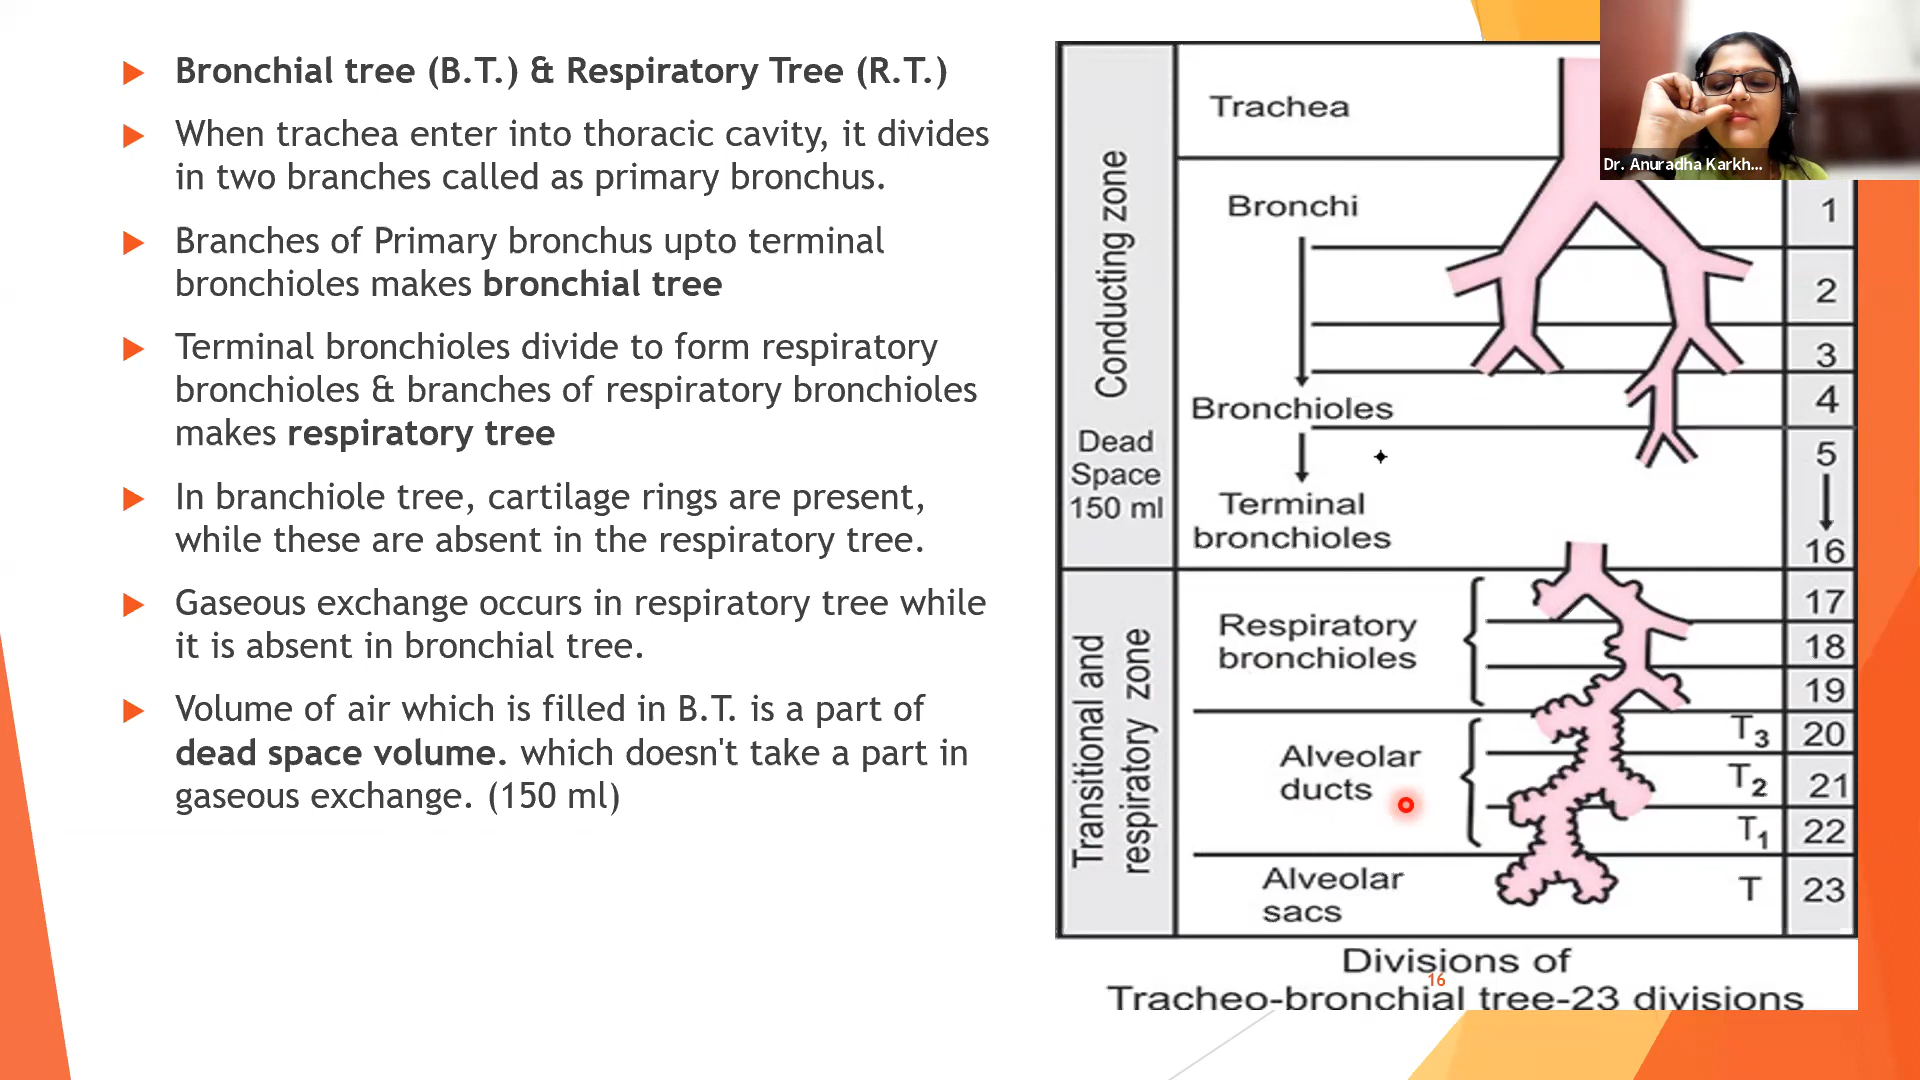 Bronchial tree (B.T.) & Respiratory Tree (R.T.)
When trachea enter into thoracic cavity, it divides
in two branches called as primary bronchus.
Branches of Primary bronchus upto terminal
bronchioles makes bronchial tree
Terminal bronchioles divide to form respiratory
bronchioles & branches of respiratory bronchioles
makes respiratory tree
In branchiole tree, cartilage rings are present,
while these are absent in the respiratory tree.
Gaseous exchange occurs in respiratory tree while
it is absent in bronchial tree.
Volume of air which is filled in B.T. is a part of
dead space volume. which doesn't take a part in
gaseous exchange. (150 ml)
Conducting zone
Dead
Space
150 ml
Transitional and
respiratory zone
Trachea
Bronchi
Bronchioles
Terminal
bronchioles
Respiratory
bronchioles
Alveolar
ducts
Alveolar
sacs
1
2
3
4
5
16
17
18
19
T3 20
T2 21
T1 22
T 23
Divisions of
Tracheo-bronchial tree-23 divisions
16
Dr. Anuradha Karkh...